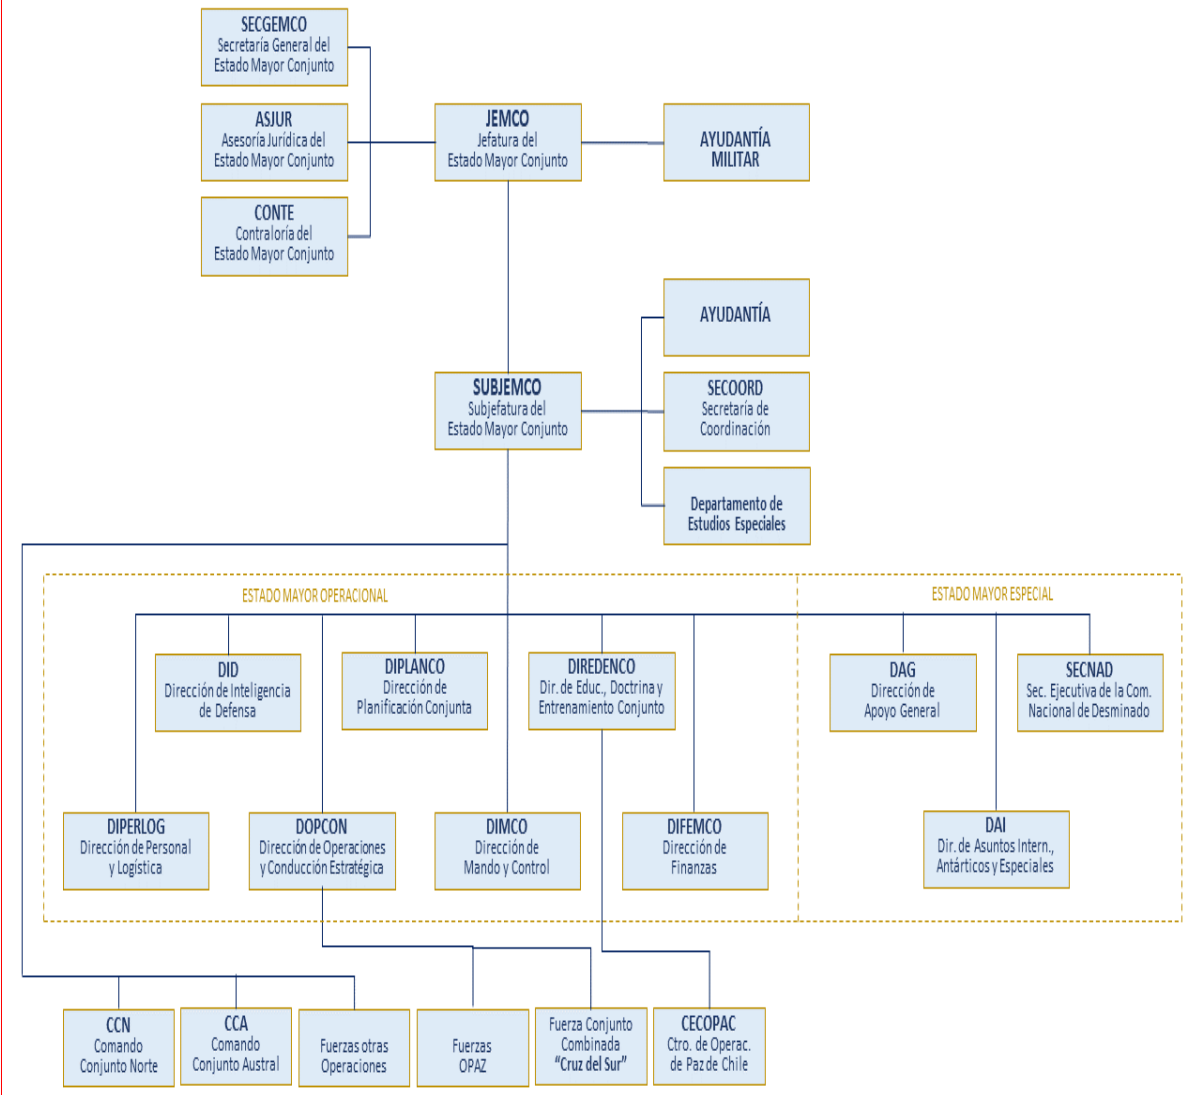 SECGEMCO
Secretaría General del
Estado Mayor Conjunto
ASJUR
Asesoría Jurídica del
Estado Mayor Conjunto
JEMCO
Jefatura del
Estado Mayor Conjunto
AYUDANTÍA
MILITAR
CONTE
Contraloría del
Estado Mayor Conjunto
AYUDANTÍA
SUBJEMCO
Subjefatura del
Estado Mayor Conjunto
SECOORD
Secretaría de
Coordinación
Departamento de
Estudios Especiales
ESTADO MAYOR OPERACIONAL
ESTADO MAYOR ESPECIAL
DID
Dirección de Inteligencia
de Defensa
DIPLANCO
Dirección de
Planificación Conjunta
DIREDENCO
Dir. de Educ., Doctrina y
Entrenamiento Conjunto
DAG
Dirección de
Apoyo General
SECNAD
Sec. Ejecutiva de la Com.
Nacional de Desminado
DIPERLOG
Dirección de Personal
y Logística
DOPCON
Dirección de Operaciones
y Conducción Estratégica
DIMCO
Dirección de
Mando y Control
DIFEMCO
Dirección de
Finanzas
DAI
Dir. de Asuntos Intern.,
Antárticos y Especiales
CCN
Comando
Conjunto Norte
CCA
Comando
Conjunto Austral
Fuerzas otras
Operaciones
Fuerzas
OPAZ
Fuerza Conjunto
Combinada
“Cruz del Sur”
CECOPAC
Ctro. de Operac.
de Paz de Chile